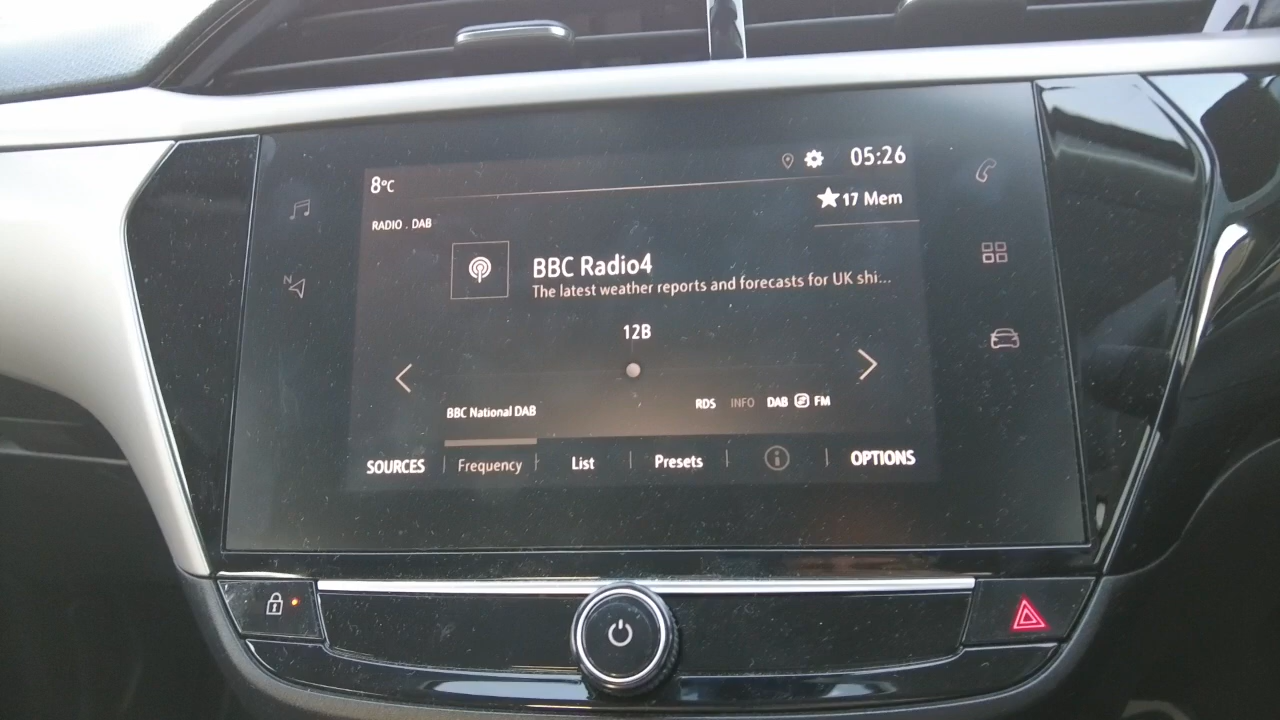 05:26
8°C
17 Mem
RADIO . DAB
BBC Radio4
The latest weather reports and forecasts for UK shi...
N
12B
BBC National DAB
RDS INFO DAB FM
SOURCES Frequency List Presets OPTIONS